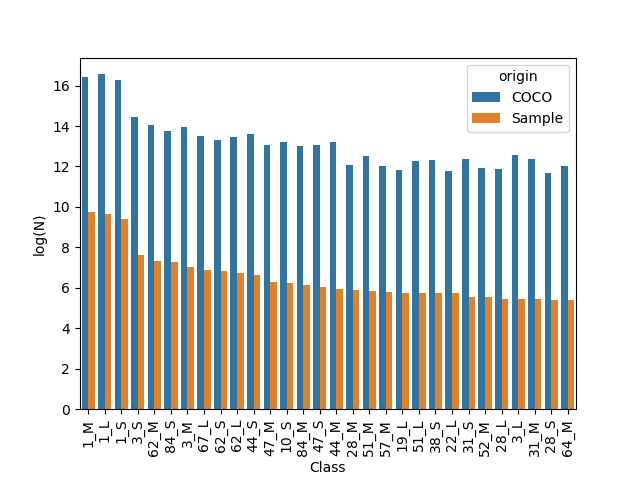 origin
COCO
Sample
log(N)
16
14
12
10
8
6
4
2
0
1_M
1_L
1_S
3_S
62_M
84_S
3_M
67_L
62_S
62_L
44_S
47_M
10_S
84_M
47_S
44_M
28_M
51_M
57_M
19_L
51_L
38_S
22_L
31_S
52_M
28_L
3_L
31_M
28_S
64_M
Class